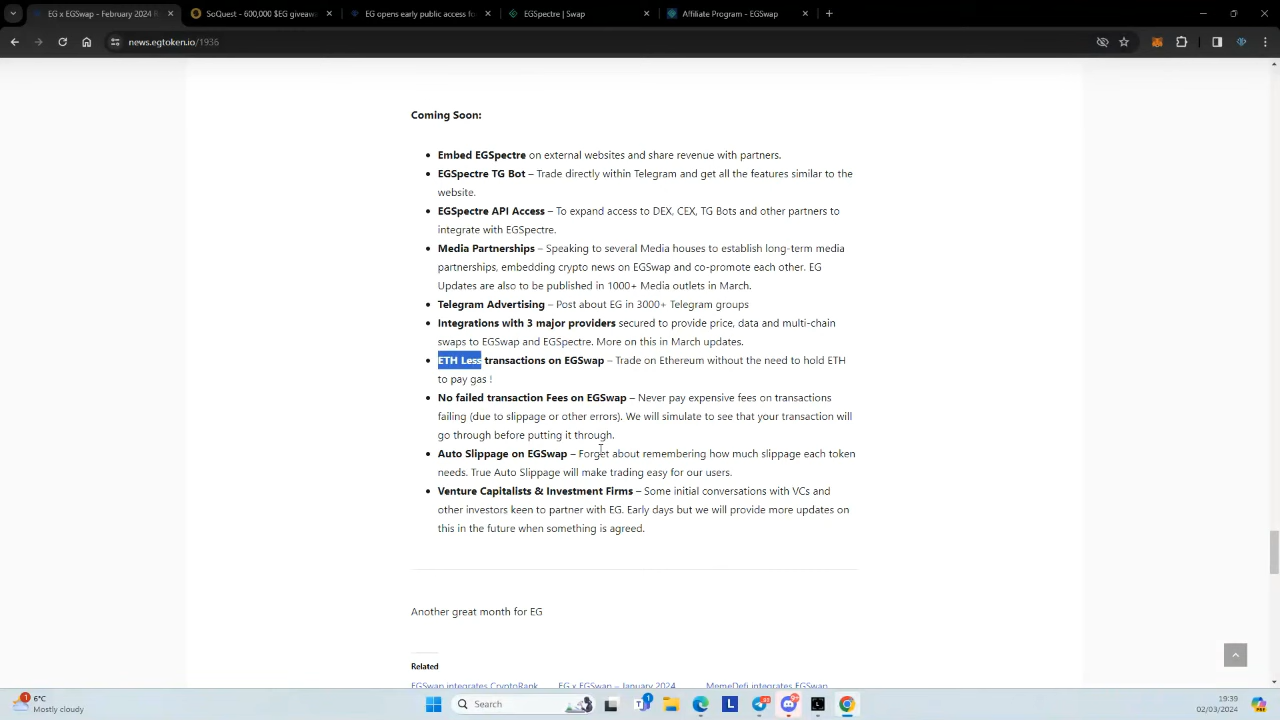 EG x EGSwap - February 2024
SoQuest - 600,000 $EG giveaw
EG opens early public access fo
EGSpectre | Swap
Affiliate Program - EGSwap
news.egtoken.io/1936
Coming Soon:
• Embed EGSpectre on external websites and share revenue with partners.
• EGSpectre TG Bot – Trade directly within Telegram and get all the features similar to the
website.
• EGSpectre API Access – To expand access to DEX, CEX, TG Bots and other partners to
integrate with EGSpectre.
• Media Partnerships – Speaking to several Media houses to establish long-term media
partnerships, embedding crypto news on EGSwap and co-promote each other. EG
Updates are also to be published in 1000+ Media outlets in March.
• Telegram Advertising – Post about EG in 3000+ Telegram groups
• Integrations with 3 major providers secured to provide price, data and multi-chain
swaps to EGSwap and EGSpectre. More on this in March updates.
• ETH Less transactions on EGSwap – Trade on Ethereum without the need to hold ETH
to pay gas !
• No failed transaction Fees on EGSwap – Never pay expensive fees on transactions
failing (due to slippage or other errors). We will simulate to see that your transaction will
go through before putting it through.
• Auto Slippage on EGSwap – Forget about remembering how much slippage each token
needs. True Auto Slippage will make trading easy for our users.
• Venture Capitalists & Investment Firms – Some initial conversations with VCs and
other investors keen to partner with EG. Early days but we will provide more updates on
this in the future when something is agreed.
Another great month for EG
Related
EGSwap integrates CryptoRank
EG x EGSwap – January 2024
MemeDefi integrates EGSwap
1
6°C
Mostly cloudy
Search
1
19:39
02/03/2024